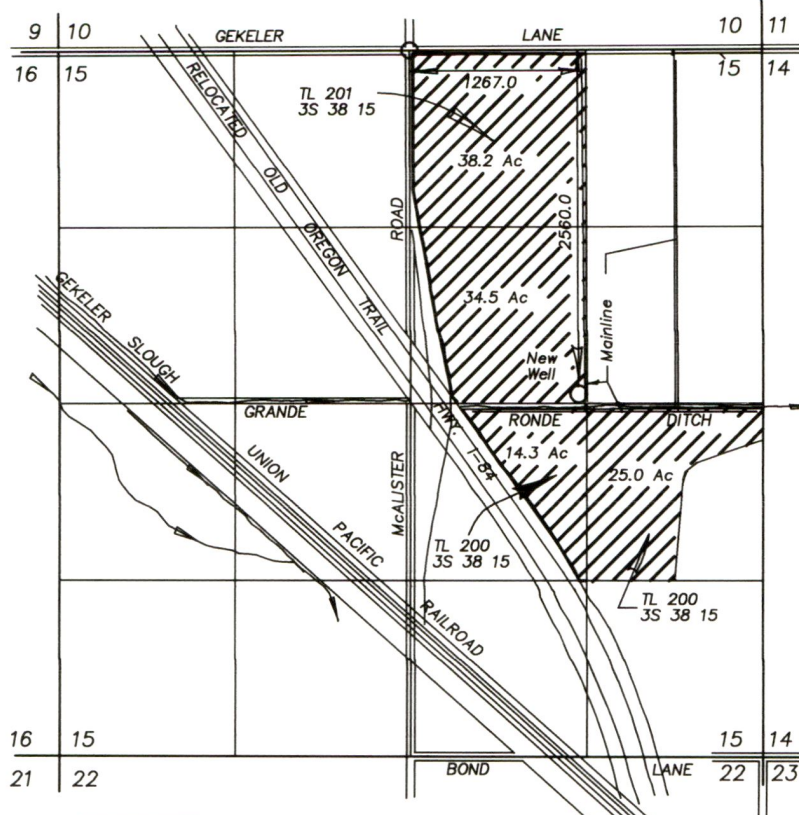 9 10
GEKELER LANE
10 11
16 15
15 14
1267.0
TL 201
3S 38 15
38.2 Ac
RELOCATED OLD OREGON TRAIL
HWY. I-84
ROAD
2560.0
34.5 Ac
Mainline
New
Well
GEKELER SLOUGH
GRANDE RONDE DITCH
14.3 Ac
25.0 Ac
UNION PACIFIC RAILROAD
McALISTER
TL 200
3S 38 15
TL 200
3S 38 15
16 15
15 14
21 22
BOND LANE
22 23